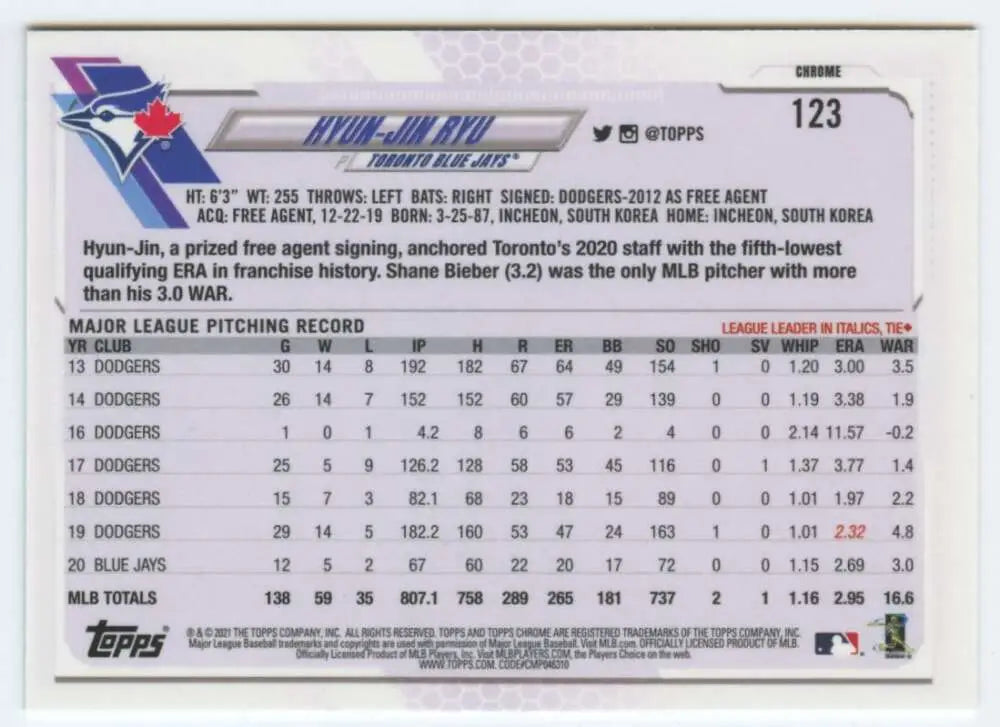 CHROME
123
HYUN-JIN RYU
@TOPPS
P/ TORONTO BLUE JAYS®
HT: 6'3" WT: 255 THROWS: LEFT BATS: RIGHT SIGNED: DODGERS-2012 AS FREE AGENT
ACQ: FREE AGENT, 12-22-19 BORN: 3-25-87, INCHEON, SOUTH KOREA HOME: INCHEON, SOUTH KOREA
Hyun-Jin, a prized free agent signing, anchored Toronto's 2020 staff with the fifth-lowest
qualifying ERA in franchise history. Shane Bieber (3.2) was the only MLB pitcher with more
than his 3.0 WAR.
MAJOR LEAGUE PITCHING RECORD LEAGUE LEADER IN ITALICS, TIE◆
YR CLUB G W L IP H R ER BB SO SHO SV WHIP ERA WAR
13 DODGERS 30 14 8 192 182 67 64 49 154 1 0 1.20 3.00 3.5
14 DODGERS 26 14 7 152 152 60 57 29 139 0 0 1.19 3.38 1.9
16 DODGERS 1 0 1 4.2 8 6 6 2 4 0 0 2.14 11.57 -0.2
17 DODGERS 25 5 9 126.2 128 58 53 45 116 0 1 1.37 3.77 1.4
18 DODGERS 15 7 3 82.1 68 23 18 15 89 0 0 1.01 1.97 2.2
19 DODGERS 29 14 5 182.2 160 53 47 24 163 1 0 1.01 2.32 4.8
20 BLUE JAYS 12 5 2 67 60 22 20 17 72 0 0 1.15 2.69 3.0
MLB TOTALS 138 59 35 807.1 758 289 265 181 737 2 1 1.16 2.95 16.6
Topps®
® & © 2021 THE TOPPS COMPANY, INC. ALL RIGHTS RESERVED. TOPPS AND TOPPS CHROME ARE REGISTERED TRADEMARKS OF THE TOPPS COMPANY, INC.
Major League Baseball trademarks and copyrights are used with permission of Major League Baseball. Visit MLB.com. OFFICIALLY LICENSED PRODUCT OF MLB.
Officially Licensed Product of MLB Players, Inc. Visit MLBPLAYERS.COM, the Players Choice on the web.
WWW.TOPPS.COM. CODE#CMP046310